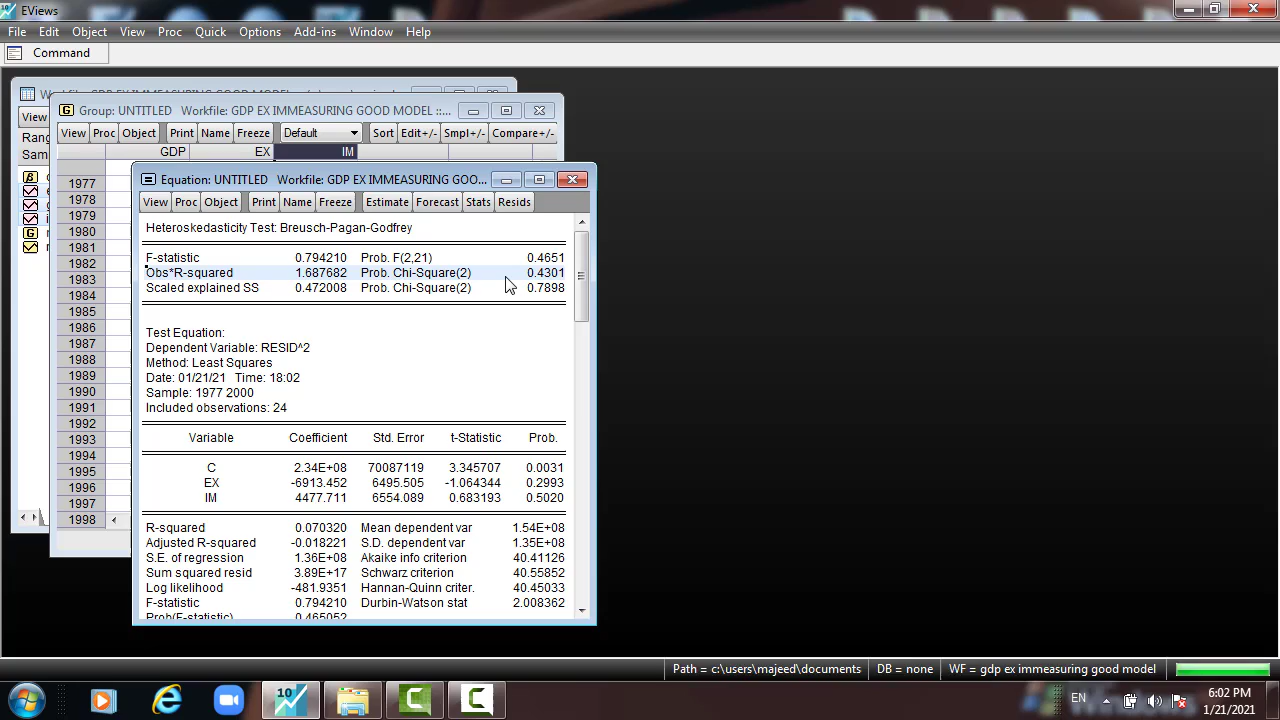 EViews
File Edit Object View Proc Quick Options Add-ins Window Help
Command
Group: UNTITLED Workfile: GDP EX IMMEASURING GOOD MODEL ::...
View
View Proc Object Print Name Freeze Default Sort Edit+/- Smpl+/- Compare+/-
Sam
GDP EX IM
Equation: UNTITLED Workfile: GDP EX IMMEASURING GOO...
View Proc Object Print Name Freeze Estimate Forecast Stats Resids
1977
1978
1979
1980
1981
1982
1983
1984
1985
1986
1987
1988
1989
1990
1991
1992
1993
1994
1995
1996
1997
1998
Heteroskedasticity Test: Breusch-Pagan-Godfrey
F-statistic 0.794210 Prob. F(2,21) 0.4651
Obs*R-squared 1.687682 Prob. Chi-Square(2) 0.4301
Scaled explained SS 0.472008 Prob. Chi-Square(2) 0.7898
Test Equation:
Dependent Variable: RESID^2
Method: Least Squares
Date: 01/21/21 Time: 18:02
Sample: 1977 2000
Included observations: 24
Variable Coefficient Std. Error t-Statistic Prob.
C 2.34E+08 70087119 3.345707 0.0031
EX -6913.452 6495.505 -1.064344 0.2993
IM 4477.711 6554.089 0.683193 0.5020
R-squared 0.070320 Mean dependent var 1.54E+08
Adjusted R-squared -0.018221 S.D. dependent var 1.35E+08
S.E. of regression 1.36E+08 Akaike info criterion 40.41126
Sum squared resid 3.89E+17 Schwarz criterion 40.55852
Log likelihood -481.9351 Hannan-Quinn criter. 40.45033
F-statistic 0.794210 Durbin-Watson stat 2.008362
Prob(F-statistic) 0.465052
Path = c:\users\majeed\documents DB = none WF = gdp ex immeasuring good model
10
EN
6:02 PM
1/21/2021